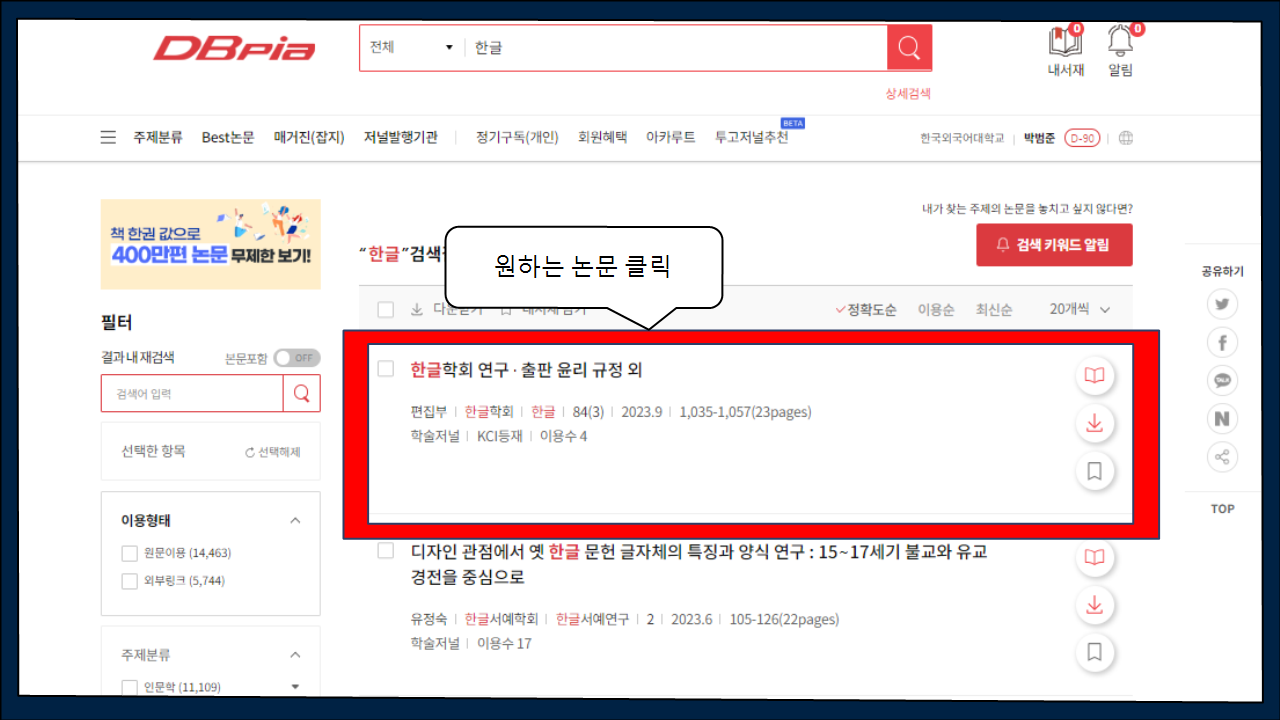 DBpia
전체
한글
0
0
내서재
알림
상세검색
주제분류 Best논문 매거진(잡지) 저널발행기관 정기구독(개인) 회원혜택 아카루트 투고저널추천 BETA
한국외국어대학교 박범준 D-90
책 한권 값으로
400만편 논문 무제한 보기!
내가 찾는 주제의 논문을 놓치고 싶지 않다면?
검색 키워드 알림
“한글”검색
원하는 논문 클릭
정확도순 이용순 최신순 20개씩
필터
결과 내 재검색 본문포함 OFF
검색어 입력
선택한 항목 선택해제
이용형태
원문이용 (14,463)
외부링크 (5,744)
주제분류
인문학 (11,109)
한글학회 연구·출판 윤리 규정 외
편집부 | 한글학회 | 한글 | 84(3) | 2023.9 | 1,035-1,057(23pages)
학술저널 | KCI등재 | 이용수 4
디자인 관점에서 옛 한글 문헌 글자체의 특징과 양식 연구 : 15~17세기 불교와 유교
경전을 중심으로
유정숙 | 한글서예학회 | 한글서예연구 | 2 | 2023.6 | 105-126(22pages)
학술저널 | 이용수 17
공유하기
TALK
N
TOP